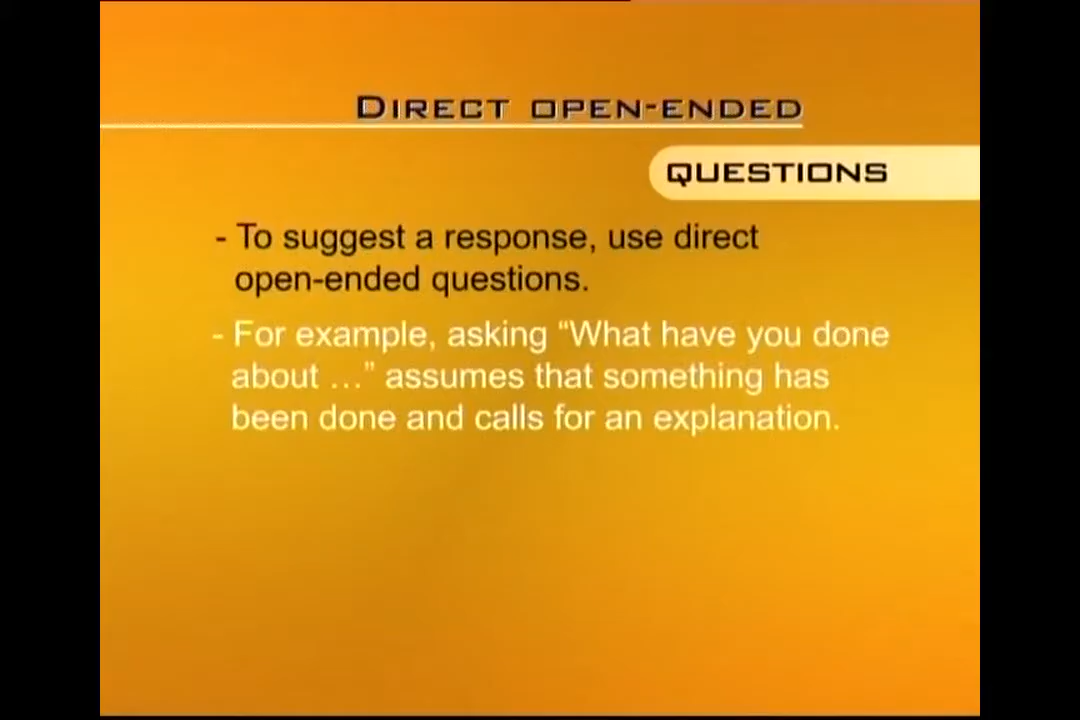 DIRECT OPEN-ENDED
QUESTIONS
- To suggest a response, use direct
open-ended questions.
- For example, asking “What have you done
about ...” assumes that something has
been done and calls for an explanation.